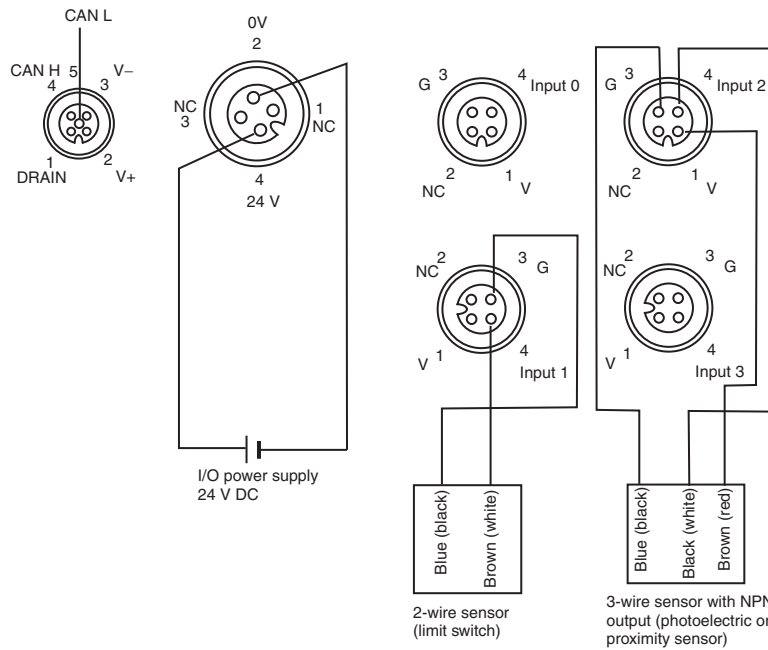 CAN L
CAN H
5
4
3
V–
1
DRAIN
2
V+
0V
2
NC
3
1
NC
4
24 V
I/O power supply
24 V DC
G
3
4
Input 0
2
NC
1
V
NC
2
3
G
V
1
4
Input 1
Blue (black)
Brown (white)
2-wire sensor
(limit switch)
G
3
4
Input 2
2
NC
1
V
NC
2
3
G
V
1
4
Input 3
Blue (black)
Black (white)
Brown (red)
3-wire sensor with NPN
output (photoelectric or
proximity sensor)